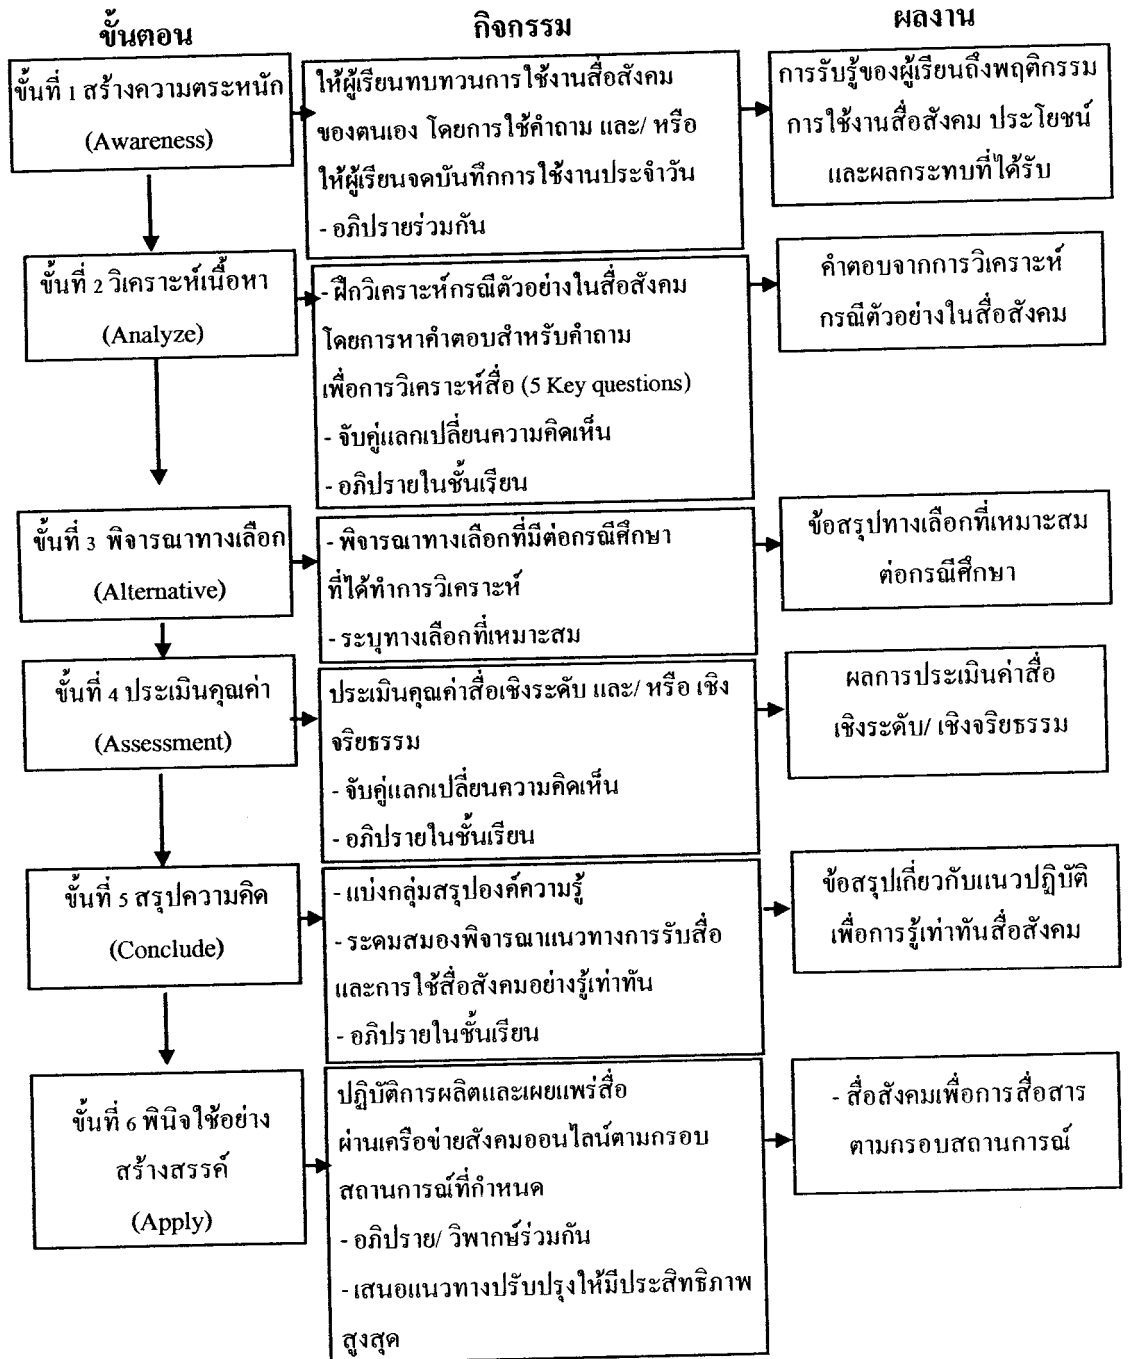 ขั้นตอน
กิจกรรม
ผลงาน
ขั้นที่ 1 สร้างความตระหนัก
(Awareness)
ให้ผู้เรียนทบทวนการใช้งานสื่อสังคม
ของตนเอง โดยการใช้คำถาม และ/ หรือ
ให้ผู้เรียนจดบันทึกการใช้งานประจำวัน
- อภิปรายร่วมกัน
การรับรู้ของผู้เรียนถึงพฤติกรรม
การใช้งานสื่อสังคม ประโยชน์
และผลกระทบที่ได้รับ
ขั้นที่ 2 วิเคราะห์เนื้อหา
(Analyze)
- ฝึกวิเคราะห์กรณีตัวอย่างในสื่อสังคม
โดยการหาคำตอบสำหรับคำถาม
เพื่อการวิเคราะห์สื่อ (5 Key questions)
- จับคู่แลกเปลี่ยนความคิดเห็น
- อภิปรายในชั้นเรียน
คำตอบจากการวิเคราะห์
กรณีตัวอย่างในสื่อสังคม
ขั้นที่ 3 พิจารณาทางเลือก
(Alternative)
- พิจารณาทางเลือกที่มีต่อกรณีศึกษา
ที่ได้ทำการวิเคราะห์
- ระบุทางเลือกที่เหมาะสม
ข้อสรุปทางเลือกที่เหมาะสม
ต่อกรณีศึกษา
ขั้นที่ 4 ประเมินคุณค่า
(Assessment)
ประเมินคุณค่าสื่อเชิงระดับ และ/ หรือ เชิง
จริยธรรม
- จับคู่แลกเปลี่ยนความคิดเห็น
- อภิปรายในชั้นเรียน
ผลการประเมินค่าสื่อ
เชิงระดับ/ เชิงจริยธรรม
ขั้นที่ 5 สรุปความคิด
(Conclude)
- แบ่งกลุ่มสรุปองค์ความรู้
- ระดมสมองพิจารณาแนวทางการรับสื่อ
และการใช้สื่อสังคมอย่างรู้เท่าทัน
- อภิปรายในชั้นเรียน
ข้อสรุปเกี่ยวกับแนวปฏิบัติ
เพื่อการรู้เท่าทันสื่อสังคม
ขั้นที่ 6 พินิจใช้อย่าง
สร้างสรรค์
(Apply)
ปฏิบัติการผลิตและเผยแพร่สื่อ
ผ่านเครือข่ายสังคมออนไลน์ตามกรอบ
สถานการณ์ที่กำหนด
- อภิปราย/ วิพากษ์ร่วมกัน
- เสนอแนวทางปรับปรุงให้มีประสิทธิภาพ
สูงสุด
- สื่อสังคมเพื่อการสื่อสาร
ตามกรอบสถานการณ์